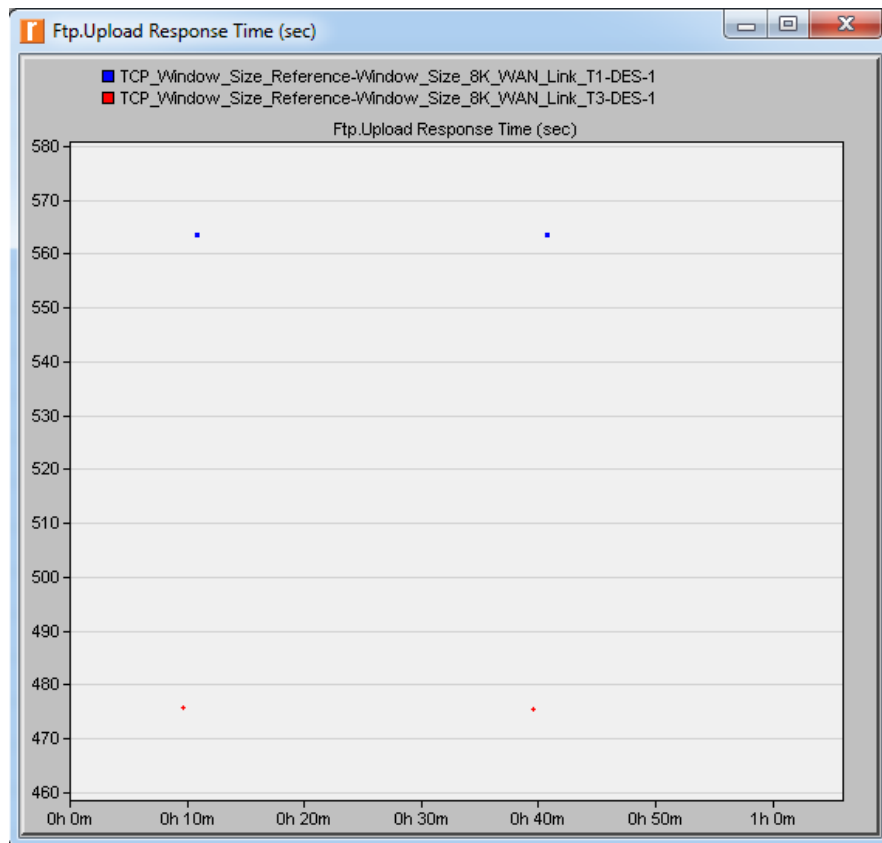 Ftp.Upload Response Time (sec)
TCP_Window_Size_Reference-Window_Size_8K_WAN_Link_T1-DES-1
TCP_Window_Size_Reference-Window_Size_8K_WAN_Link_T3-DES-1
Ftp.Upload Response Time (sec)
580
570
560
550
540
530
520
510
500
490
480
470
460
0h 0m 0h 10m 0h 20m 0h 30m 0h 40m 0h 50m 1h 0m